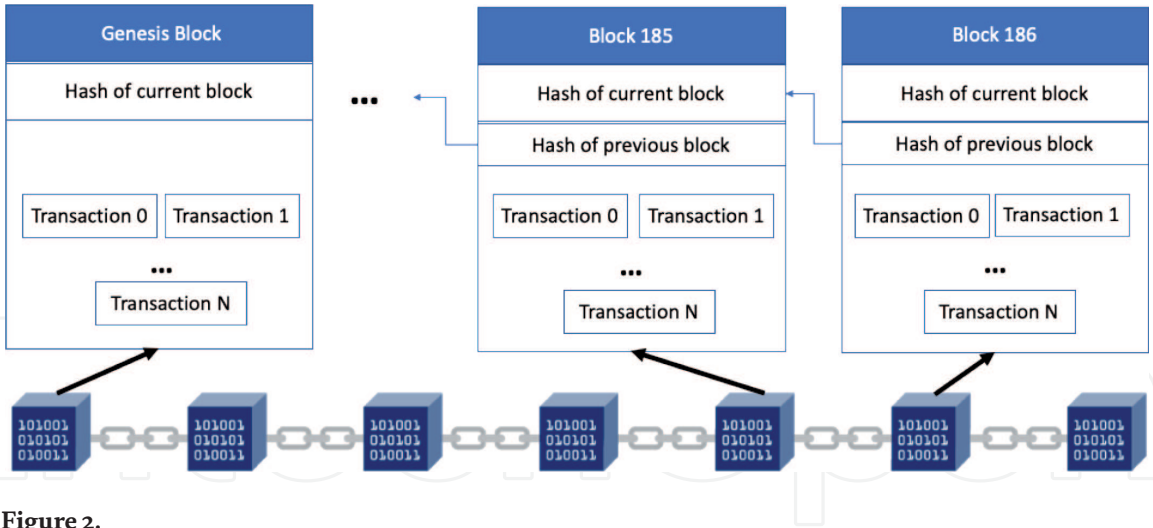 Genesis Block
Hash of current block
Transaction 0
Transaction 1
...
Transaction N
...
Block 185
Hash of current block
Hash of previous block
Transaction 0
Transaction 1
...
Transaction N
Block 186
Hash of current block
Hash of previous block
Transaction 0
Transaction 1
...
Transaction N
101001
010101
010011
101001
010101
010011
101001
010101
010011
101001
010101
010011
101001
010101
010011
101001
010101
010011
101001
010101
010011
Figure 2.